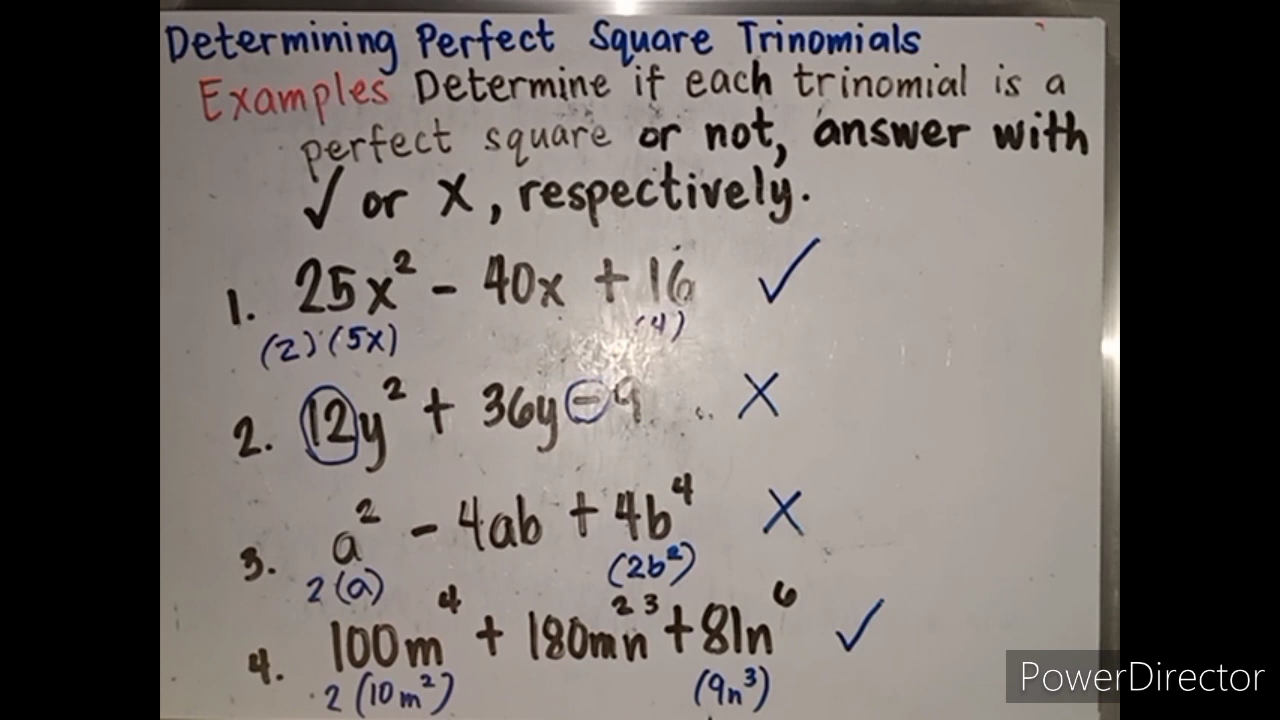 Determining Perfect Square Trinomials
Examples Determine if each trinomial is a
perfect square or not, answer with
✓ or X, respectively.
1. 25x² - 40x + 16 ✓
(2) (5x) (4)
2. 12y² + 36y - 9 X
3. a² - 4ab + 4b⁴ X
2(a) (2b²)
4. 100m⁴ + 180m²n³ + 81n⁶ ✓
2(10m²) (9n³)
PowerDirector